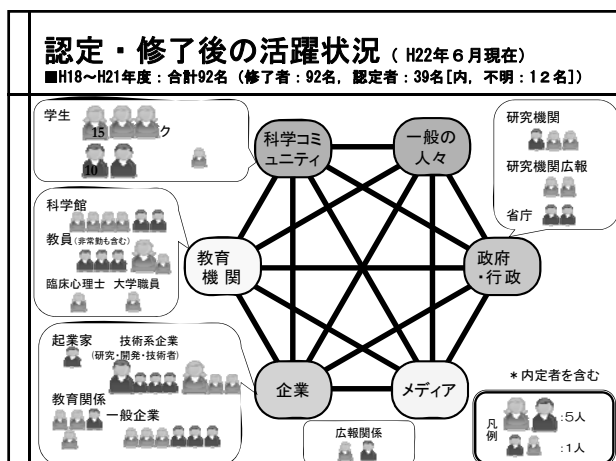 認定・修了後の活躍状況（ H22年６月現在）
■H18～H21年度：合計92名（修了者：92名，認定者：39名[内，不明：１２名]）
学生
15
ク
10
科学コミ
ュニティ
一般の
人々
研究機関
研究機関広報
省庁
科学館
教員(非常勤も含む)
臨床心理士 大学職員
教育
機関
政府
・行政
起業家 技術系企業
(研究・開発・技術者)
教育関係
一般企業
企業
メディア
広報関係
＊内定者を含む
凡例
:５人
:１人